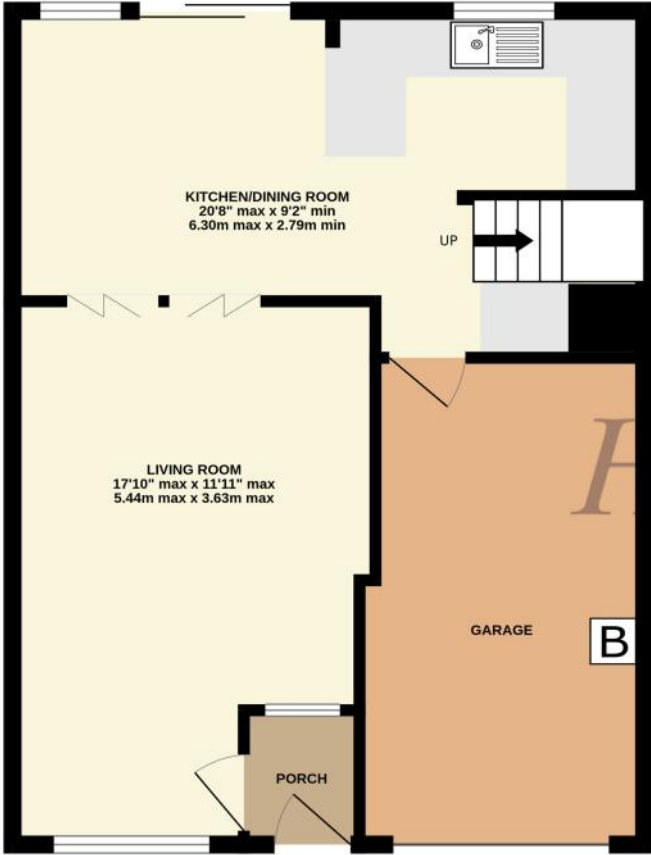 KITCHEN/DINING ROOM
20'8" max x 9'2" min
6.30m max x 2.79m min
UP
LIVING ROOM
17'10" max x 11'11" max
5.44m max x 3.63m max
H
GARAGE
B
PORCH